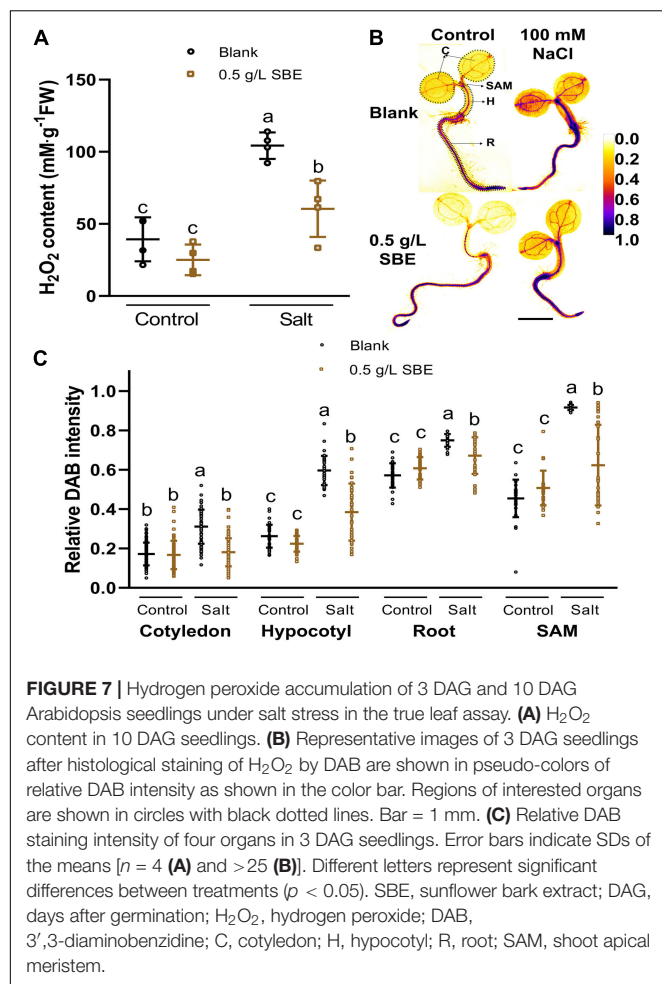 A
Blank
0.5 g/L SBE
H₂O₂ content (mM·g⁻¹FW)
150
100
50
0
c
c
a
b
Control
Salt
B
Control
100 mM
NaCl
C
SAM
H
R
Blank
0.5 g/L
SBE
0.0
0.2
0.4
0.6
0.8
1.0
C
Blank
0.5 g/L SBE
Relative DAB intensity
1.0
0.8
0.6
0.4
0.2
0.0
b
b
a
b
c
c
a
b
c
c
a
b
c
c
a
b
Control Salt Control Salt Control Salt Control Salt
Cotyledon Hypocotyl Root SAM
FIGURE 7 | Hydrogen peroxide accumulation of 3 DAG and 10 DAG
Arabidopsis seedlings under salt stress in the true leaf assay. (A) H₂O₂
content in 10 DAG seedlings. (B) Representative images of 3 DAG seedlings
after histological staining of H₂O₂ by DAB are shown in pseudo-colors of
relative DAB intensity as shown in the color bar. Regions of interested organs
are shown in circles with black dotted lines. Bar = 1 mm. (C) Relative DAB
staining intensity of four organs in 3 DAG seedlings. Error bars indicate SDs of
the means [n = 4 (A) and >25 (B)]. Different letters represent significant
differences between treatments (p < 0.05). SBE, sunflower bark extract; DAG,
days after germination; H₂O₂, hydrogen peroxide; DAB,
3′,3-diaminobenzidine; C, cotyledon; H, hypocotyl; R, root; SAM, shoot apical
meristem.